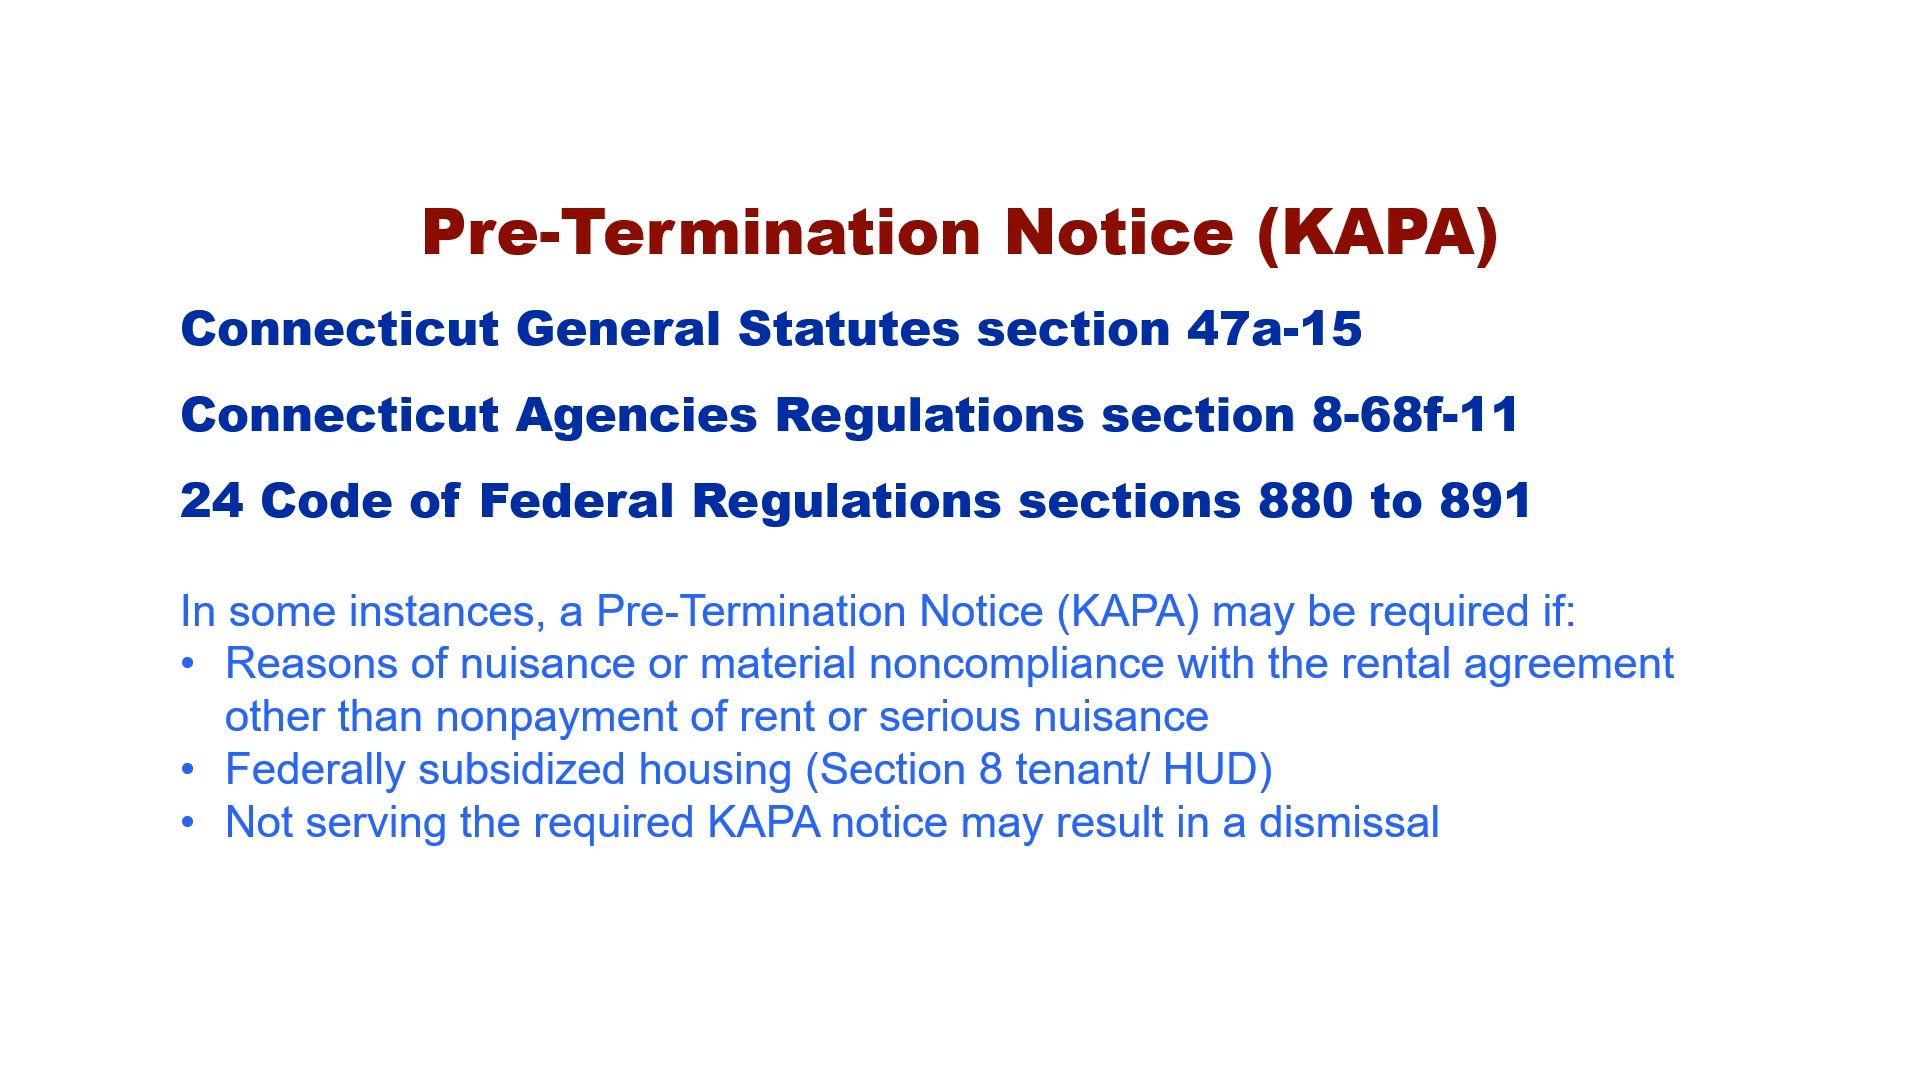 Pre-Termination Notice (KAPA)
Connecticut General Statutes section 47a-15
Connecticut Agencies Regulations section 8-68f-11
24 Code of Federal Regulations sections 880 to 891
In some instances, a Pre-Termination Notice (KAPA) may be required if:
• Reasons of nuisance or material noncompliance with the rental agreement
other than nonpayment of rent or serious nuisance
• Federally subsidized housing (Section 8 tenant/ HUD)
• Not serving the required KAPA notice may result in a dismissal